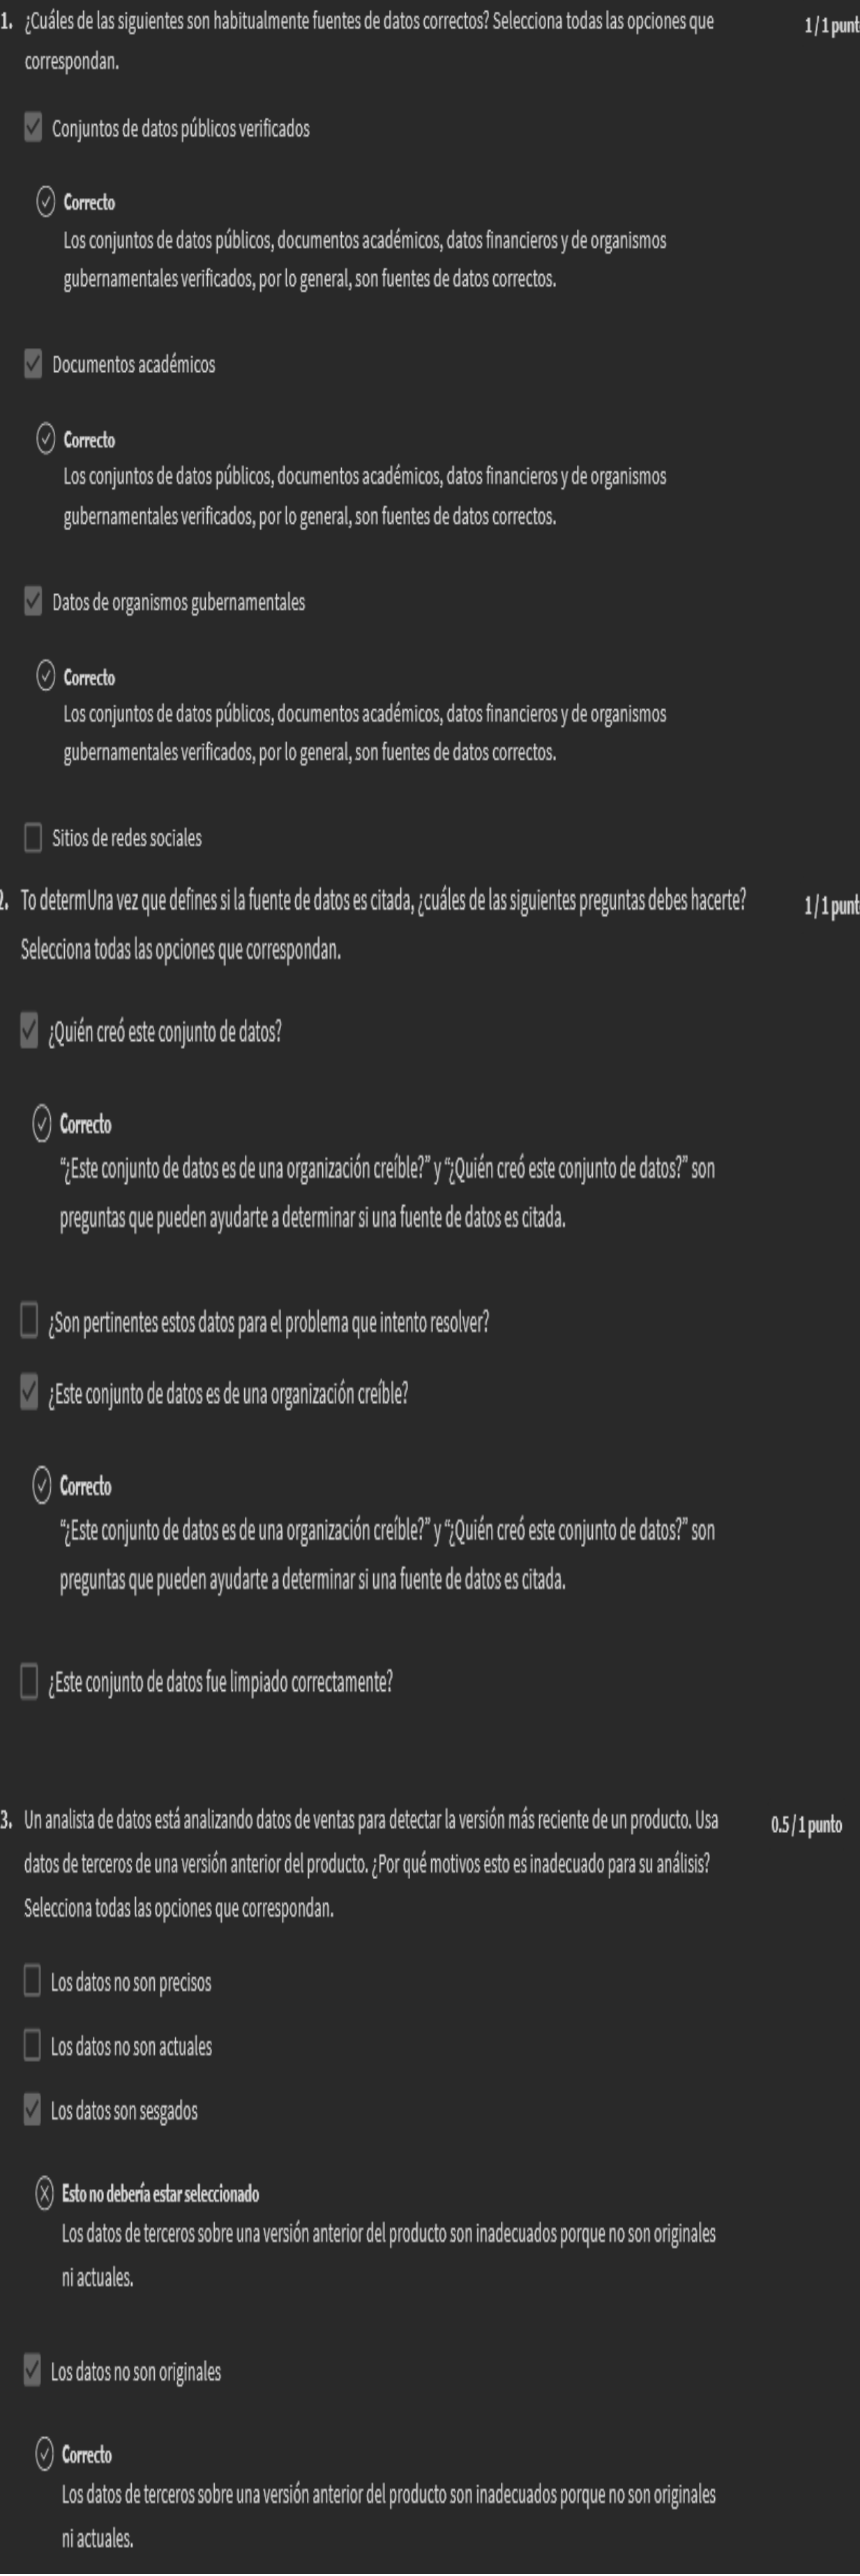 1. ¿Cuáles de las siguientes son habitualmente fuentes de datos correctos? Selecciona todas las opciones que
1 / 1 punt
correspondan.
Conjuntos de datos públicos verificados
Correcto
Los conjuntos de datos públicos, documentos académicos, datos financieros y de organismos
gubernamentales verificados, por lo general, son fuentes de datos correctos.
Documentos académicos
Correcto
Los conjuntos de datos públicos, documentos académicos, datos financieros y de organismos
gubernamentales verificados, por lo general, son fuentes de datos correctos.
Datos de organismos gubernamentales
Correcto
Los conjuntos de datos públicos, documentos académicos, datos financieros y de organismos
gubernamentales verificados, por lo general, son fuentes de datos correctos.
Sitios de redes sociales
2. To determUna vez que defines si la fuente de datos es citada, ¿cuáles de las siguientes preguntas debes hacerte?
1 / 1 punt
Selecciona todas las opciones que correspondan.
¿Quién creó este conjunto de datos?
Correcto
“¿Este conjunto de datos es de una organización creíble?” y “¿Quién creó este conjunto de datos?” son
preguntas que pueden ayudarte a determinar si una fuente de datos es citada.
¿Son pertinentes estos datos para el problema que intento resolver?
¿Este conjunto de datos es de una organización creíble?
Correcto
“¿Este conjunto de datos es de una organización creíble?” y “¿Quién creó este conjunto de datos?” son
preguntas que pueden ayudarte a determinar si una fuente de datos es citada.
¿Este conjunto de datos fue limpiado correctamente?
3. Un analista de datos está analizando datos de ventas para detectar la versión más reciente de un producto. Usa
0.5 / 1 punto
datos de terceros de una versión anterior del producto. ¿Por qué motivos esto es inadecuado para su análisis?
Selecciona todas las opciones que correspondan.
Los datos no son precisos
Los datos no son actuales
Los datos son sesgados
Esto no debería estar seleccionado
Los datos de terceros sobre una versión anterior del producto son inadecuados porque no son originales
ni actuales.
Los datos no son originales
Correcto
Los datos de terceros sobre una versión anterior del producto son inadecuados porque no son originales
ni actuales.